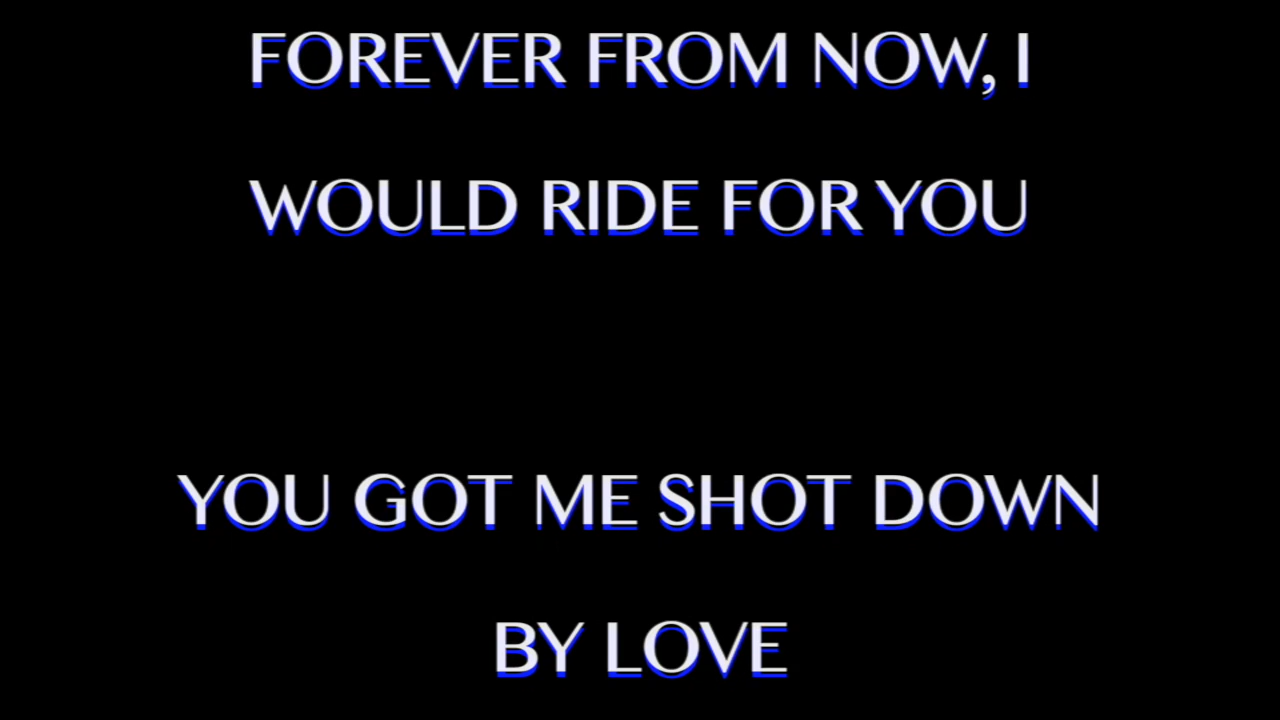 FOREVER FROM NOW, I
WOULD RIDE FOR YOU
YOU GOT ME SHOT DOWN
BY LOVE